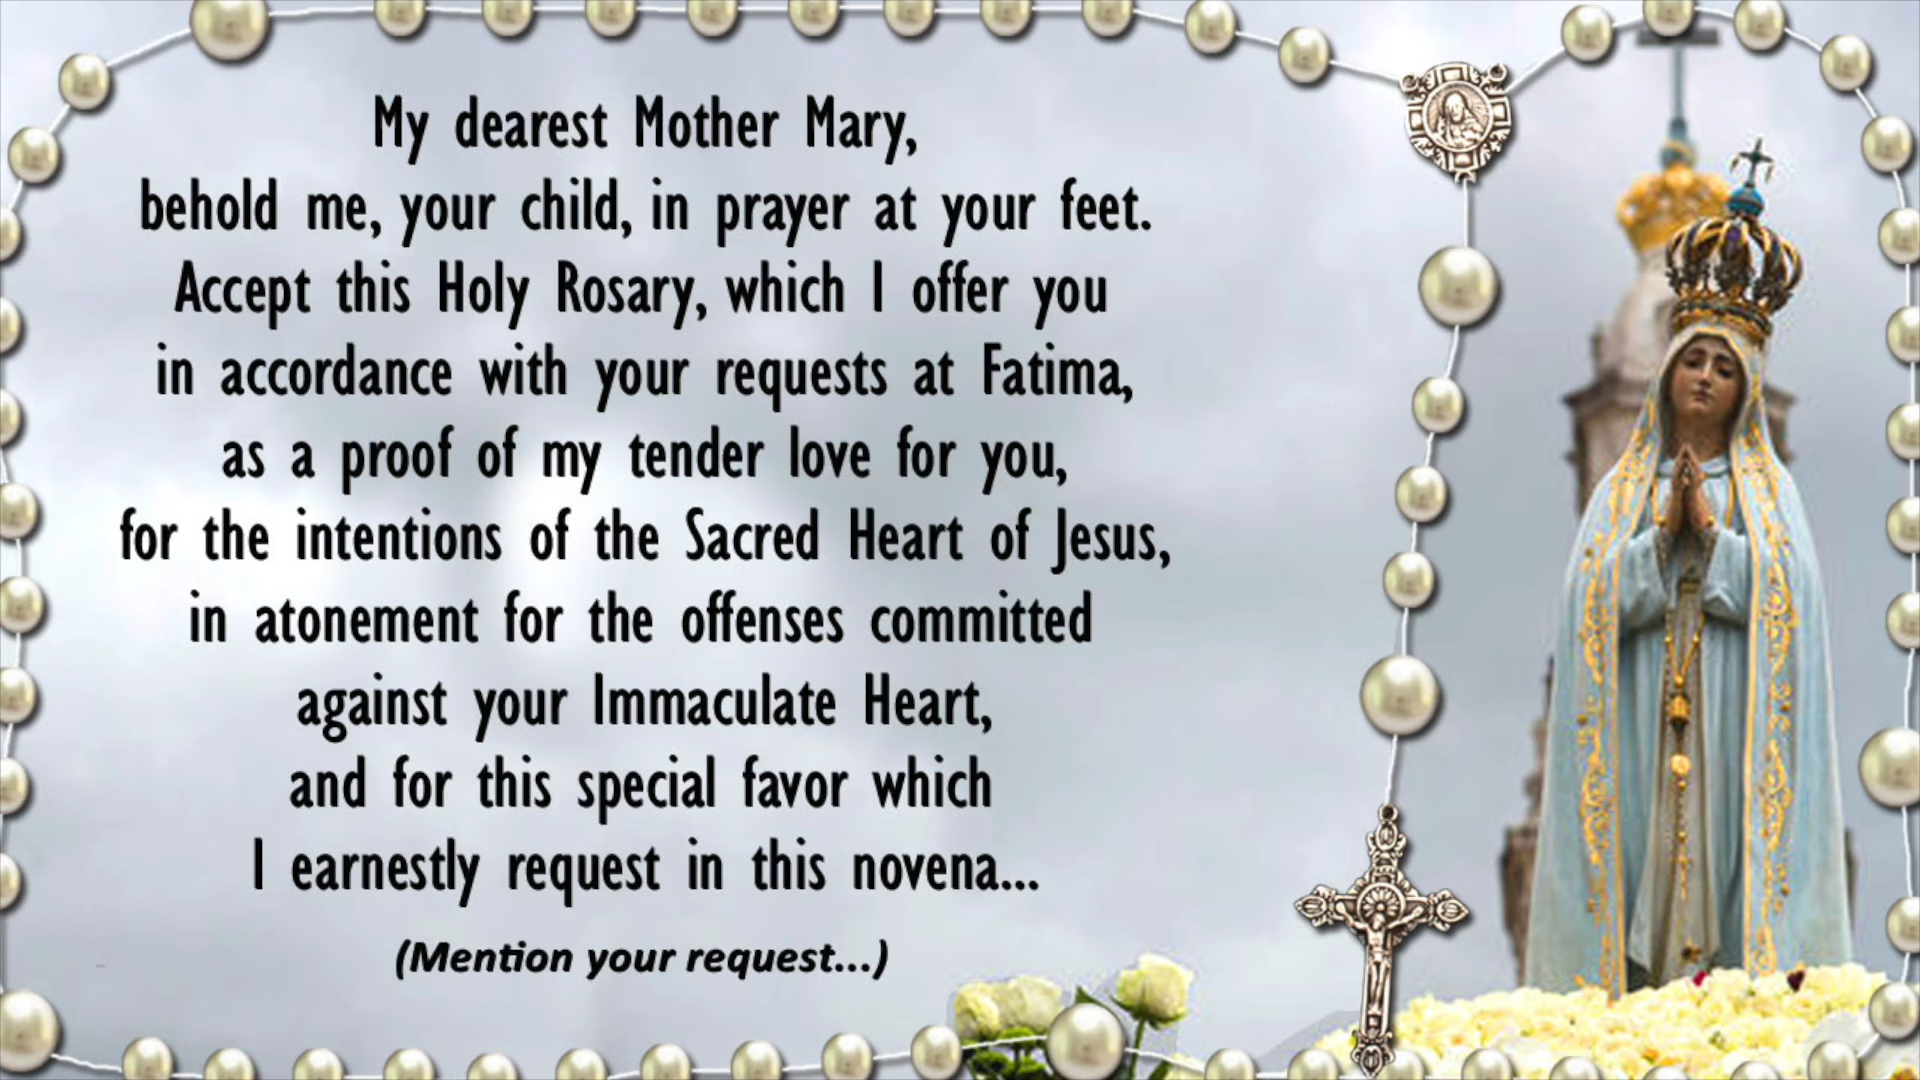 My dearest Mother Mary,
behold me, your child, in prayer at your feet.
Accept this Holy Rosary, which I offer you
in accordance with your requests at Fatima,
as a proof of my tender love for you,
for the intentions of the Sacred Heart of Jesus,
in atonement for the offenses committed
against your Immaculate Heart,
and for this special favor which
I earnestly request in this novena...
(Mention your request...)